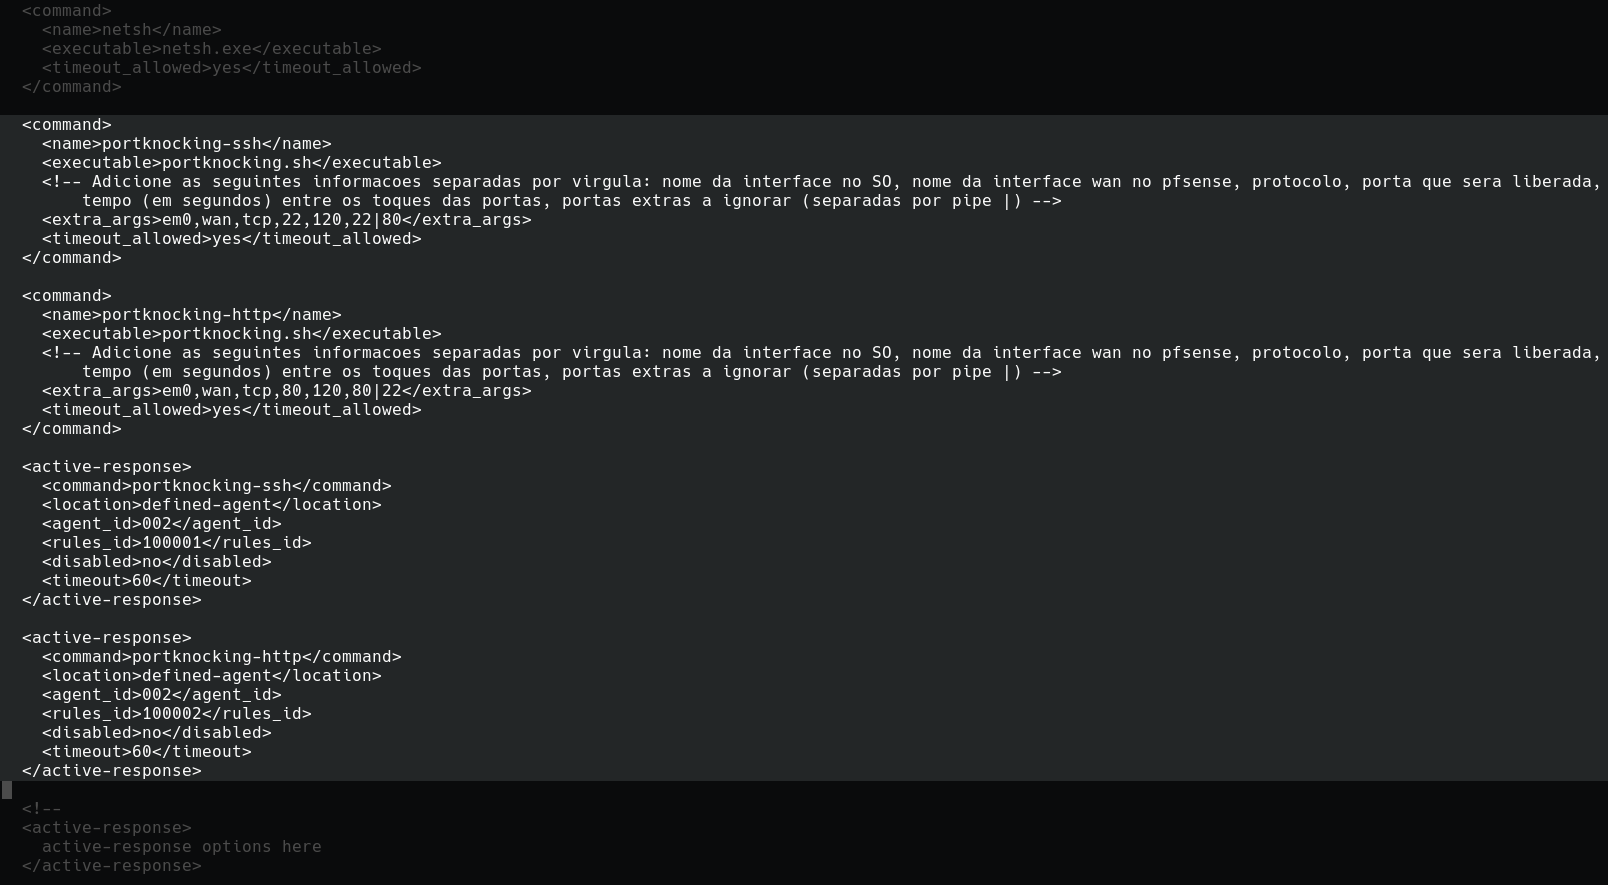 <command>
  <name>netsh</name>
  <executable>netsh.exe</executable>
  <timeout_allowed>yes</timeout_allowed>
</command>

<command>
  <name>portknocking-ssh</name>
  <executable>portknocking.sh</executable>
  <!-- Adicione as seguintes informacoes separadas por virgula: nome da interface no SO, nome da interface wan no pfsense, protocolo, porta que sera liberada,
      tempo (em segundos) entre os toques das portas, portas extras a ignorar (separadas por pipe |) -->
  <extra_args>em0,wan,tcp,22,120,22|80</extra_args>
  <timeout_allowed>yes</timeout_allowed>
</command>

<command>
  <name>portknocking-http</name>
  <executable>portknocking.sh</executable>
  <!-- Adicione as seguintes informacoes separadas por virgula: nome da interface no SO, nome da interface wan no pfsense, protocolo, porta que sera liberada,
      tempo (em segundos) entre os toques das portas, portas extras a ignorar (separadas por pipe |) -->
  <extra_args>em0,wan,tcp,80,120,80|22</extra_args>
  <timeout_allowed>yes</timeout_allowed>
</command>

<active-response>
  <command>portknocking-ssh</command>
  <location>defined-agent</location>
  <agent_id>002</agent_id>
  <rules_id>100001</rules_id>
  <disabled>no</disabled>
  <timeout>60</timeout>
</active-response>

<active-response>
  <command>portknocking-http</command>
  <location>defined-agent</location>
  <agent_id>002</agent_id>
  <rules_id>100002</rules_id>
  <disabled>no</disabled>
  <timeout>60</timeout>
</active-response>

<!--
<active-response>
  active-response options here
</active-response>